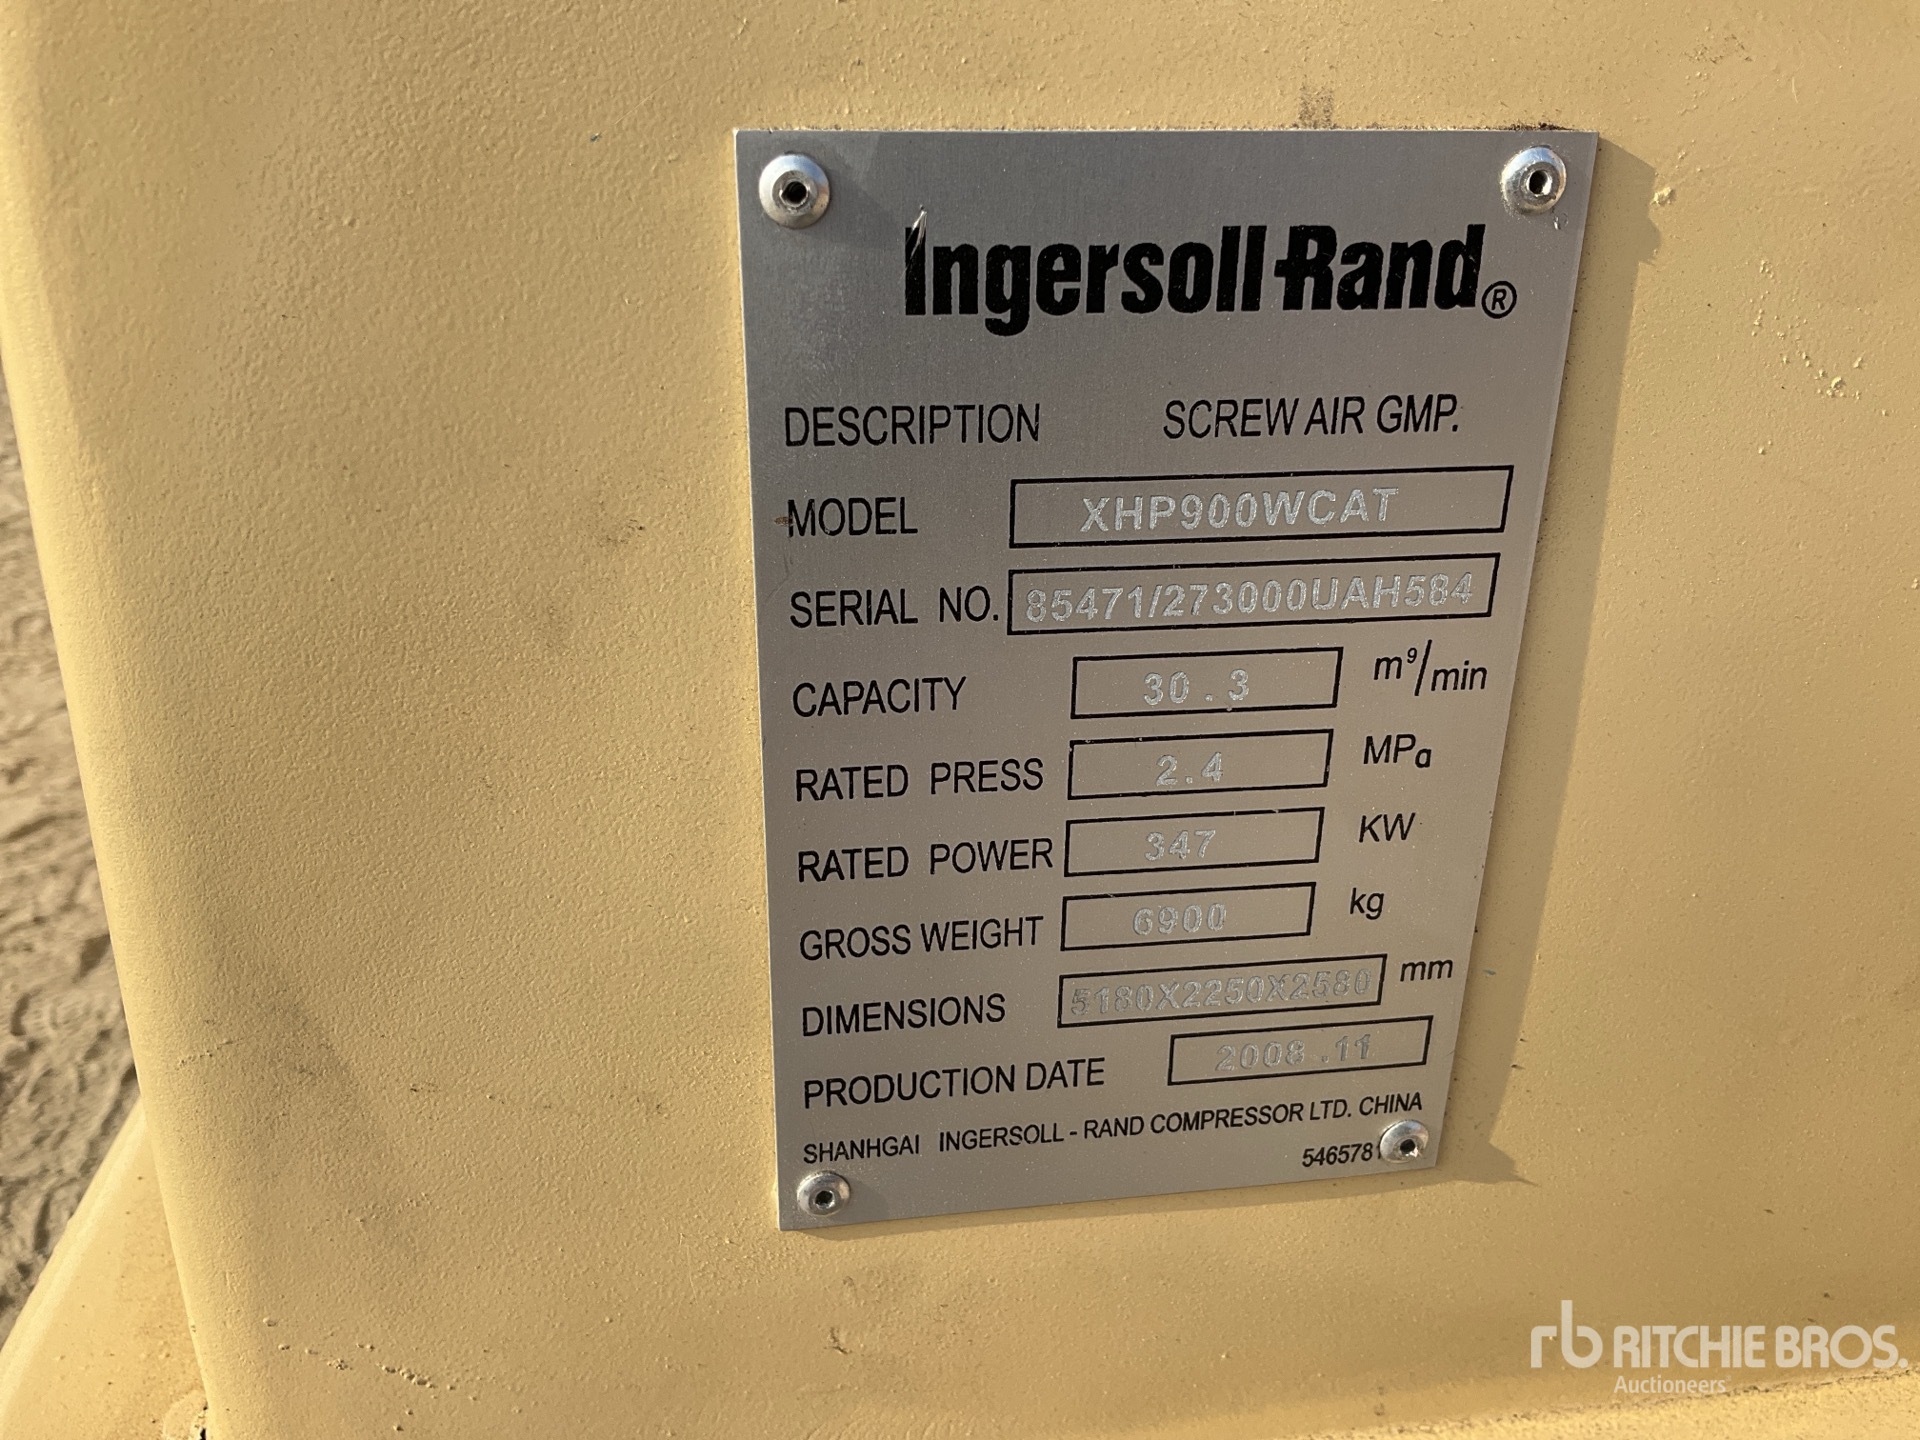 Ingersoll-Rand®
DESCRIPTION SCREW AIR GMP.
MODEL XHP900WCAT
SERIAL NO. 85471/273000UAH584
CAPACITY 30.3 m⁹/min
RATED PRESS 2.4 MPa
RATED POWER 347 KW
GROSS WEIGHT 6900 kg
DIMENSIONS 5180X2250X2580 mm
PRODUCTION DATE 2008.11
SHANHGAI INGERSOLL-RAND COMPRESSOR LTD. CHINA
rb RITCHIE BROS.
Auctioneers